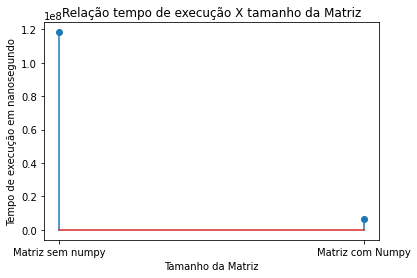 Relação tempo de execução X tamanho da Matriz
1e8
1.2
1.0
0.8
0.6
0.4
0.2
0.0
Tempo de execução em nanosegundo
Matriz sem numpy Matriz com Numpy
Tamanho da Matriz